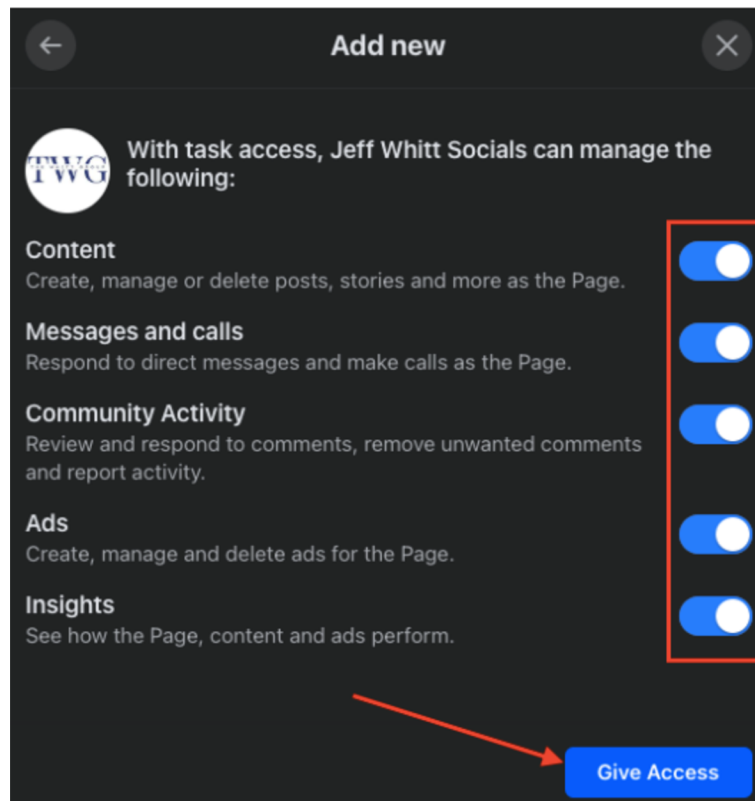 Add new
TWG
With task access, Jeff Whitt Socials can manage the
following:
Content
Create, manage or delete posts, stories and more as the Page.
Messages and calls
Respond to direct messages and make calls as the Page.
Community Activity
Review and respond to comments, remove unwanted comments
and report activity.
Ads
Create, manage and delete ads for the Page.
Insights
See how the Page, content and ads perform.
Give Access